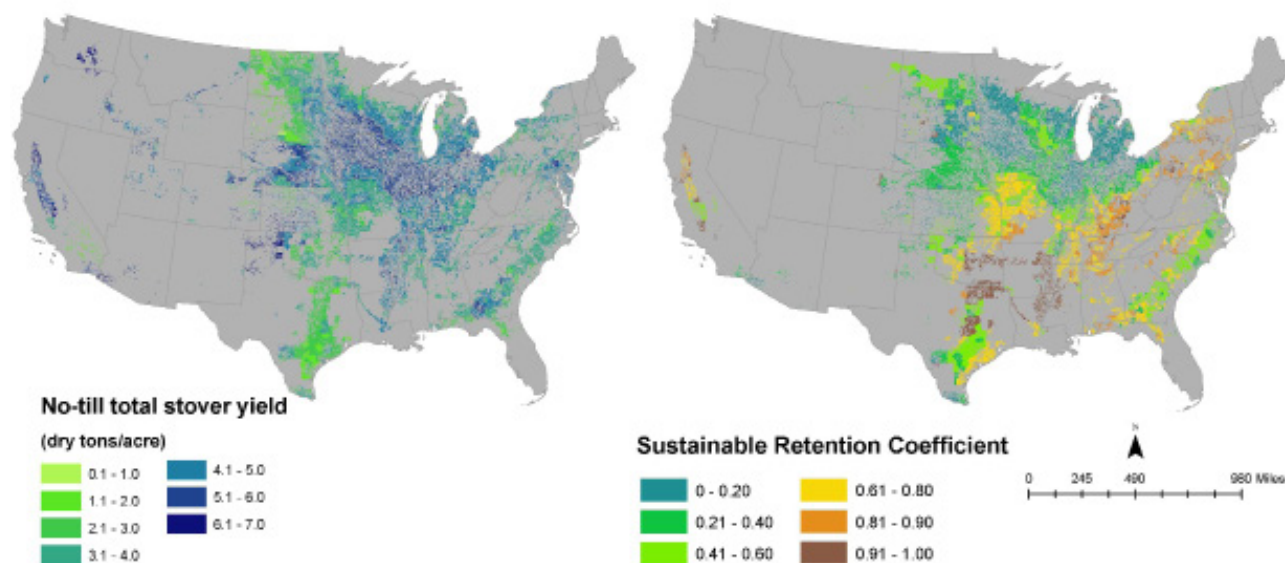 No-till total stover yield
(dry tons/acre)
0.1 - 1.0
1.1 - 2.0
2.1 - 3.0
3.1 - 4.0
4.1 - 5.0
5.1 - 6.0
6.1 - 7.0
Sustainable Retention Coefficient
0 - 0.20
0.21 - 0.40
0.41 - 0.60
0.61 - 0.80
0.81 - 0.90
0.91 - 1.00
N
0 245 490 980 Miles